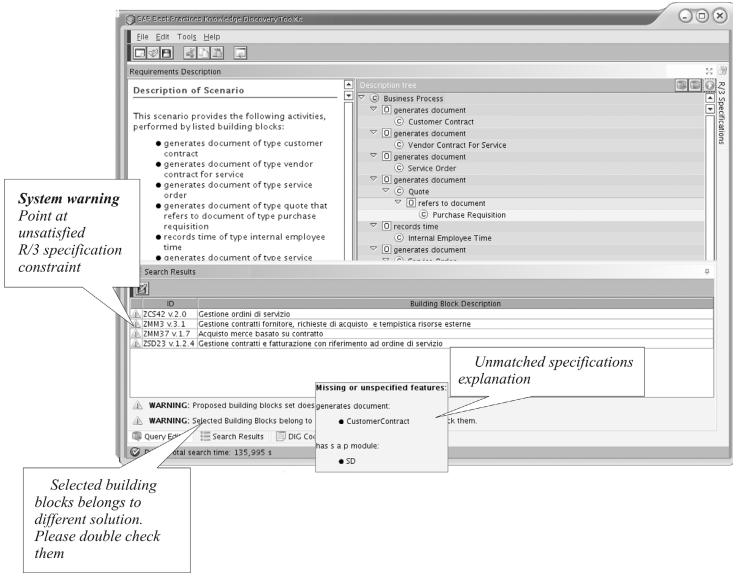 SAP Best Practices Knowledge Discovery Tool Kit
File Edit Tools Help
Requirements Description
R/3 Specifications
Description of Scenario
This scenario provides the following activities,
performed by listed building blocks:
● generates document of type customer
contract
● generates document of type vendor
contract for service
● generates document of type service
order
● generates document of type quote that
refers to document of type purchase
requisition
● records time of type internal employee
time
● generates document of type service
Description tree
C Business Process
O generates document
C Customer Contract
O generates document
C Vendor Contract For Service
O generates document
C Service Order
O generates document
C Quote
O refers to document
C Purchase Requisition
O records time
C Internal Employee Time
O generates document
C Service Order
System warning
Point at
unsatisfied
R/3 specification
constraint
Search Results
ID Building Block Description
ZCS42 v.2.0 Gestione ordini di servizio
ZMM3 v.3.1 Gestione contratti fornitore, richieste di acquisto e tempistica risorse esterne
ZMM37 v.1.7 Acquisto merce basato su contratto
ZSD23 v.1.2.4 Gestione contratti e fatturazione con riferimento ad ordine di servizio
Unmatched specifications
explanation
WARNING: Proposed building blocks set does
WARNING: Selected Building Blocks belong to ck them.
Missing or unspecified features:
generates document:
● CustomerContract
has s a p module:
● SD
Query Edi Search Results DIG Co
otal search time: 135,995 s
Selected building
blocks belongs to
different solution.
Please double check
them